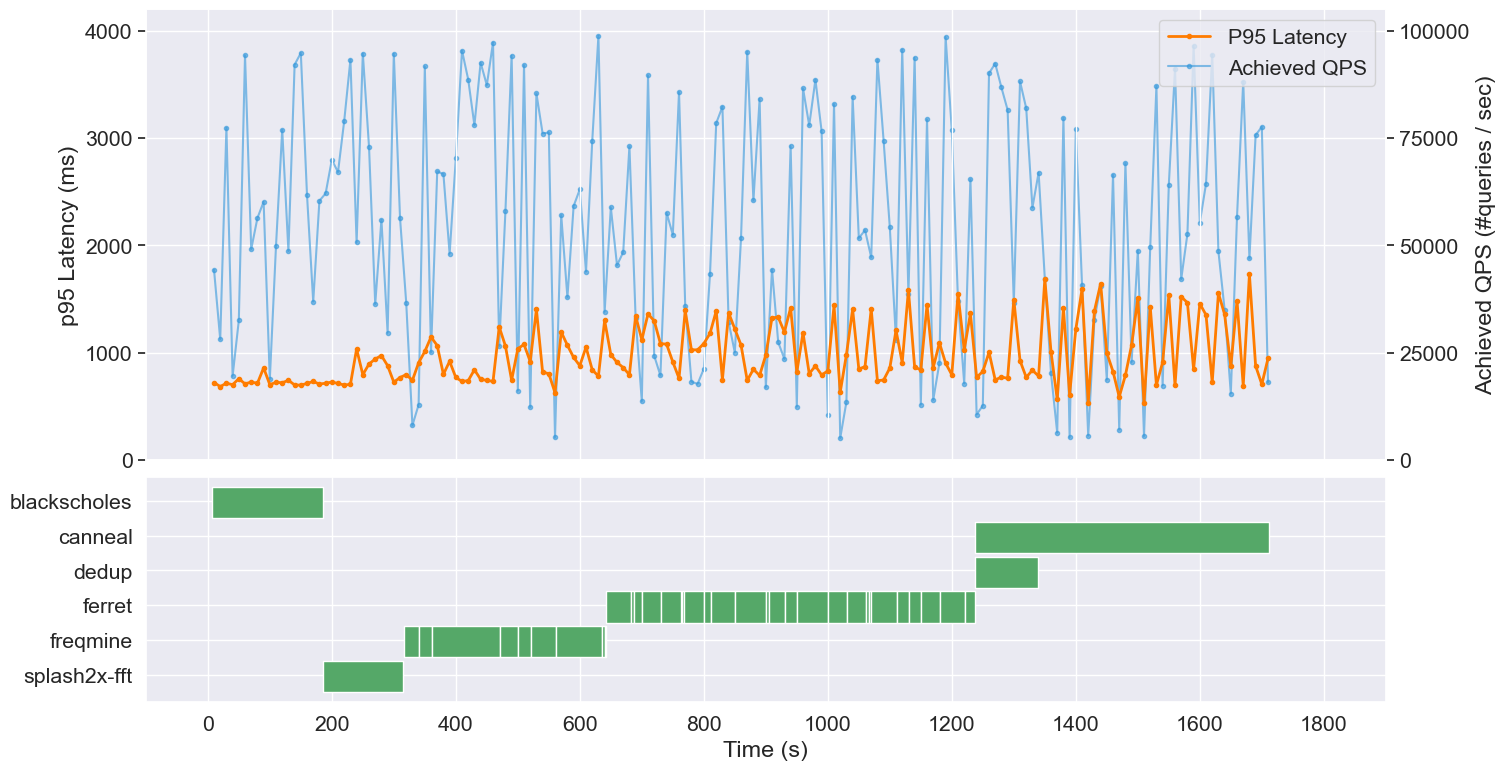 p95 Latency (ms)
4000
3000
2000
1000
0
P95 Latency
Achieved QPS
100000
75000
50000
25000
0
Achieved QPS (#queries / sec)
blackscholes
canneal
dedup
ferret
freqmine
splash2x-fft
0 200 400 600 800 1000 1200 1400 1600 1800
Time (s)